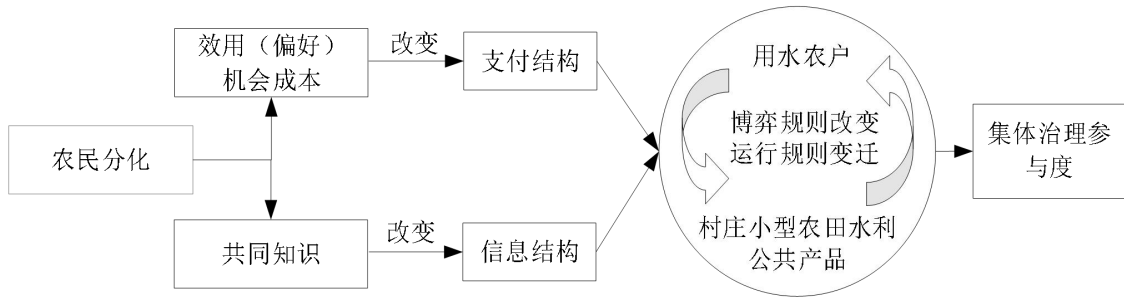 效用（偏好）
机会成本
改变
支付结构
农民分化
共同知识
改变
信息结构
用水农户
博弈规则改变
运行规则变迁
村庄小型农田水利
公共产品
集体治理参
与度